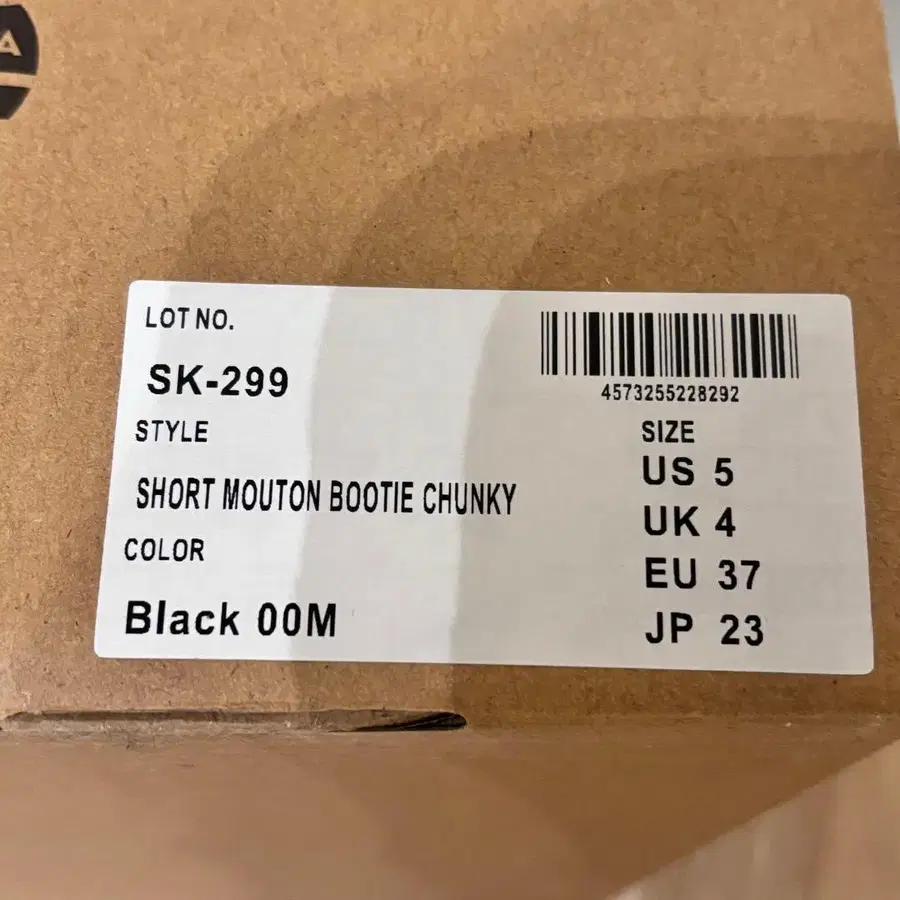 A
LOT NO.
SK-299
STYLE
SHORT MOUTON BOOTIE CHUNKY
COLOR
Black 00M
4573255228292
SIZE
US 5
UK 4
EU 37
JP 23